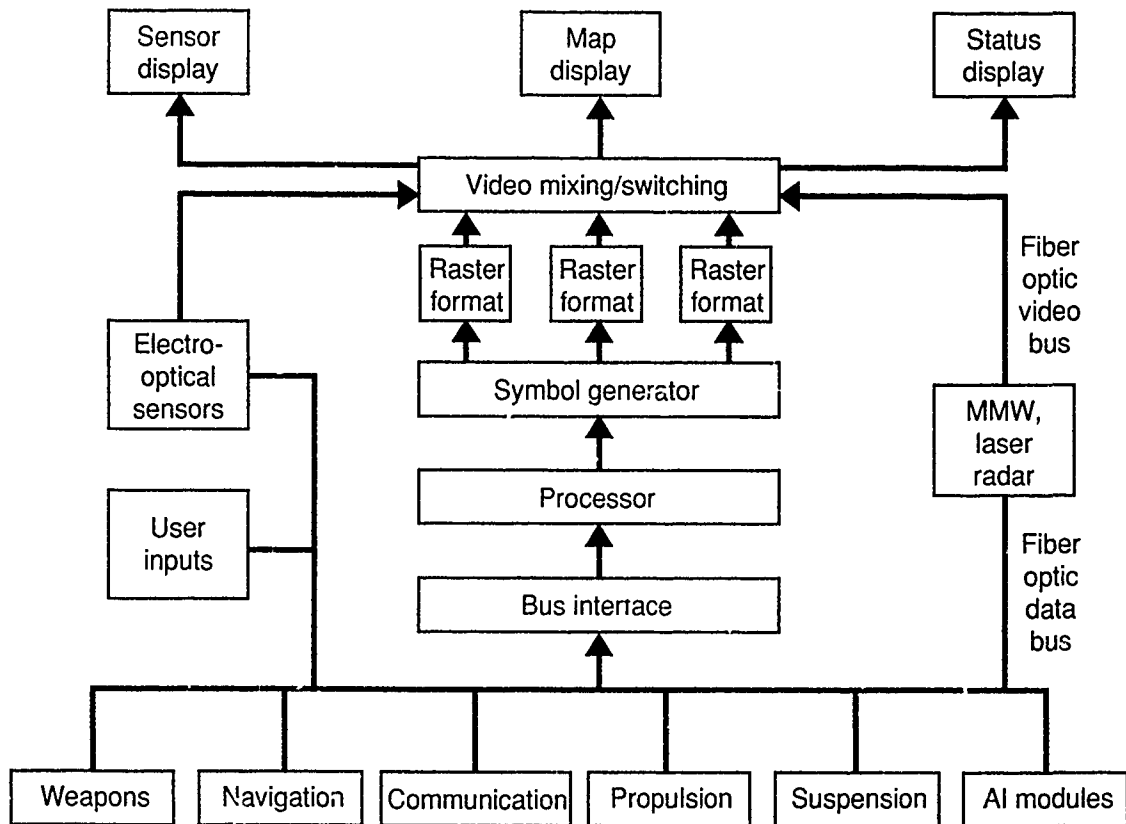 Sensor
display
Map
display
Status
display
Video mixing/switching
Raster
format
Raster
format
Raster
format
Fiber
optic
video
bus
Electro-
optical
sensors
Symbol generator
MMW,
laser
radar
Processor
User
inputs
Fiber
optic
data
bus
Bus interface
Weapons
Navigation
Communication
Propulsion
Suspension
AI modules